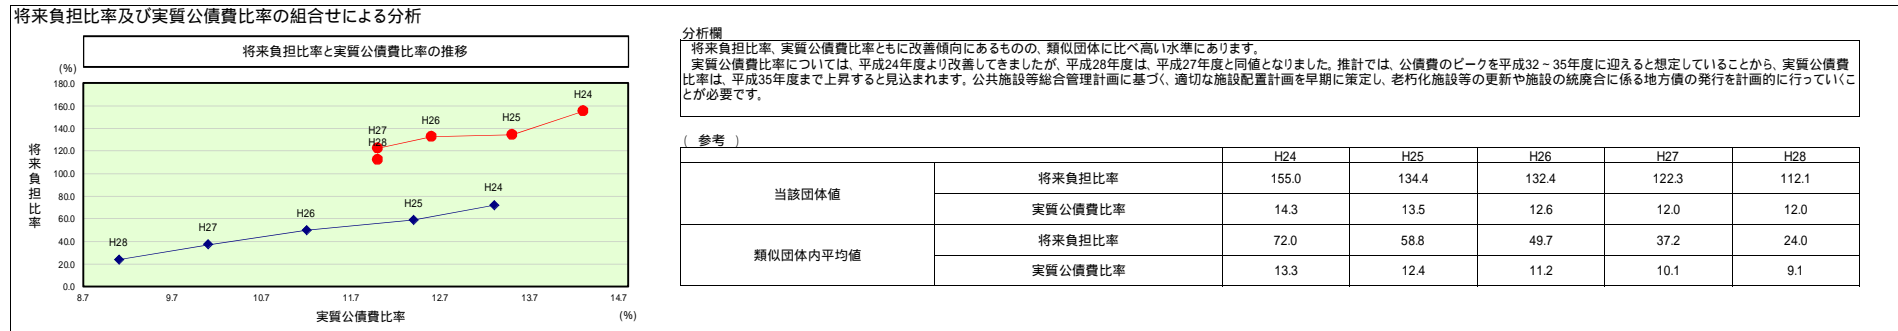 将来負担比率及び実質公債費比率の組合せによる分析
将来負担比率と実質公債費比率の推移
(%)
180.0
160.0
140.0
120.0
100.0
80.0
60.0
40.0
20.0
0.0
将来負担比率
H24
H25
H26
H27
H28
H24
H25
H26
H27
H28
8.7 9.7 10.7 11.7 12.7 13.7 14.7
実質公債費比率
(%)
分析欄
将来負担比率、実質公債費比率ともに改善傾向にあるものの、類似団体に比べ高い水準にあります。
実質公債費比率については、平成24年度より改善してきましたが、平成28年度は、平成27年度と同値となりました。推計では、公債費のピークを平成32～35年度に迎えると想定していることから、実質公債費
比率は、平成35年度まで上昇すると見込まれます。公共施設等総合管理計画に基づく、適切な施設配置計画を早期に策定し、老朽化施設等の更新や施設の統廃合に係る地方債の発行を計画的に行っていくこ
とが必要です。
( 参考 )
H24 H25 H26 H27 H28
当該団体値
将来負担比率 155.0 134.4 132.4 122.3 112.1
実質公債費比率 14.3 13.5 12.6 12.0 12.0
類似団体内平均値
将来負担比率 72.0 58.8 49.7 37.2 24.0
実質公債費比率 13.3 12.4 11.2 10.1 9.1